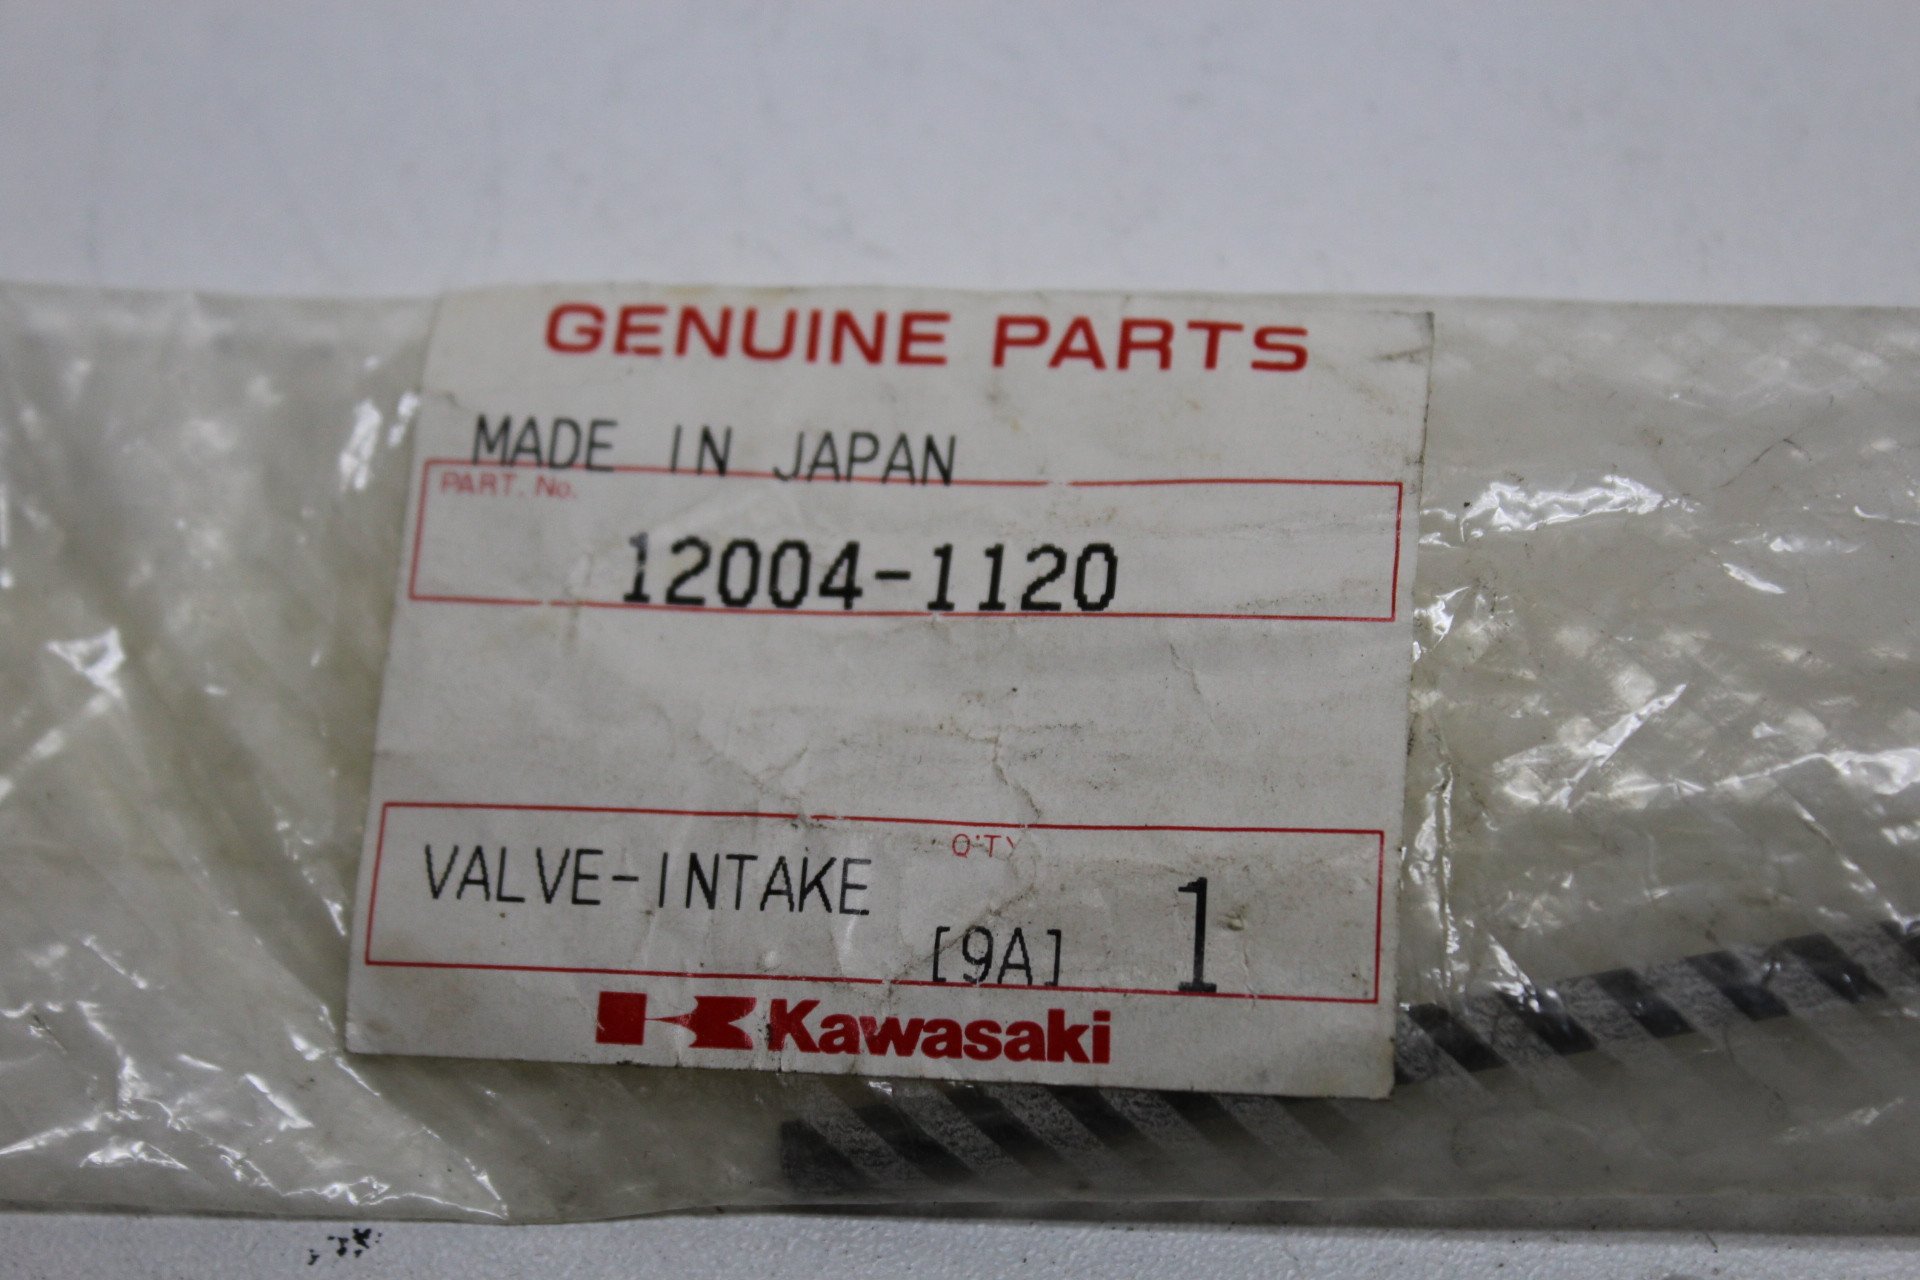 GENUINE PARTS
MADE IN JAPAN
PART. No.
12004-1120
Q'TY
VALVE-INTAKE
[9A] 1
Kawasaki